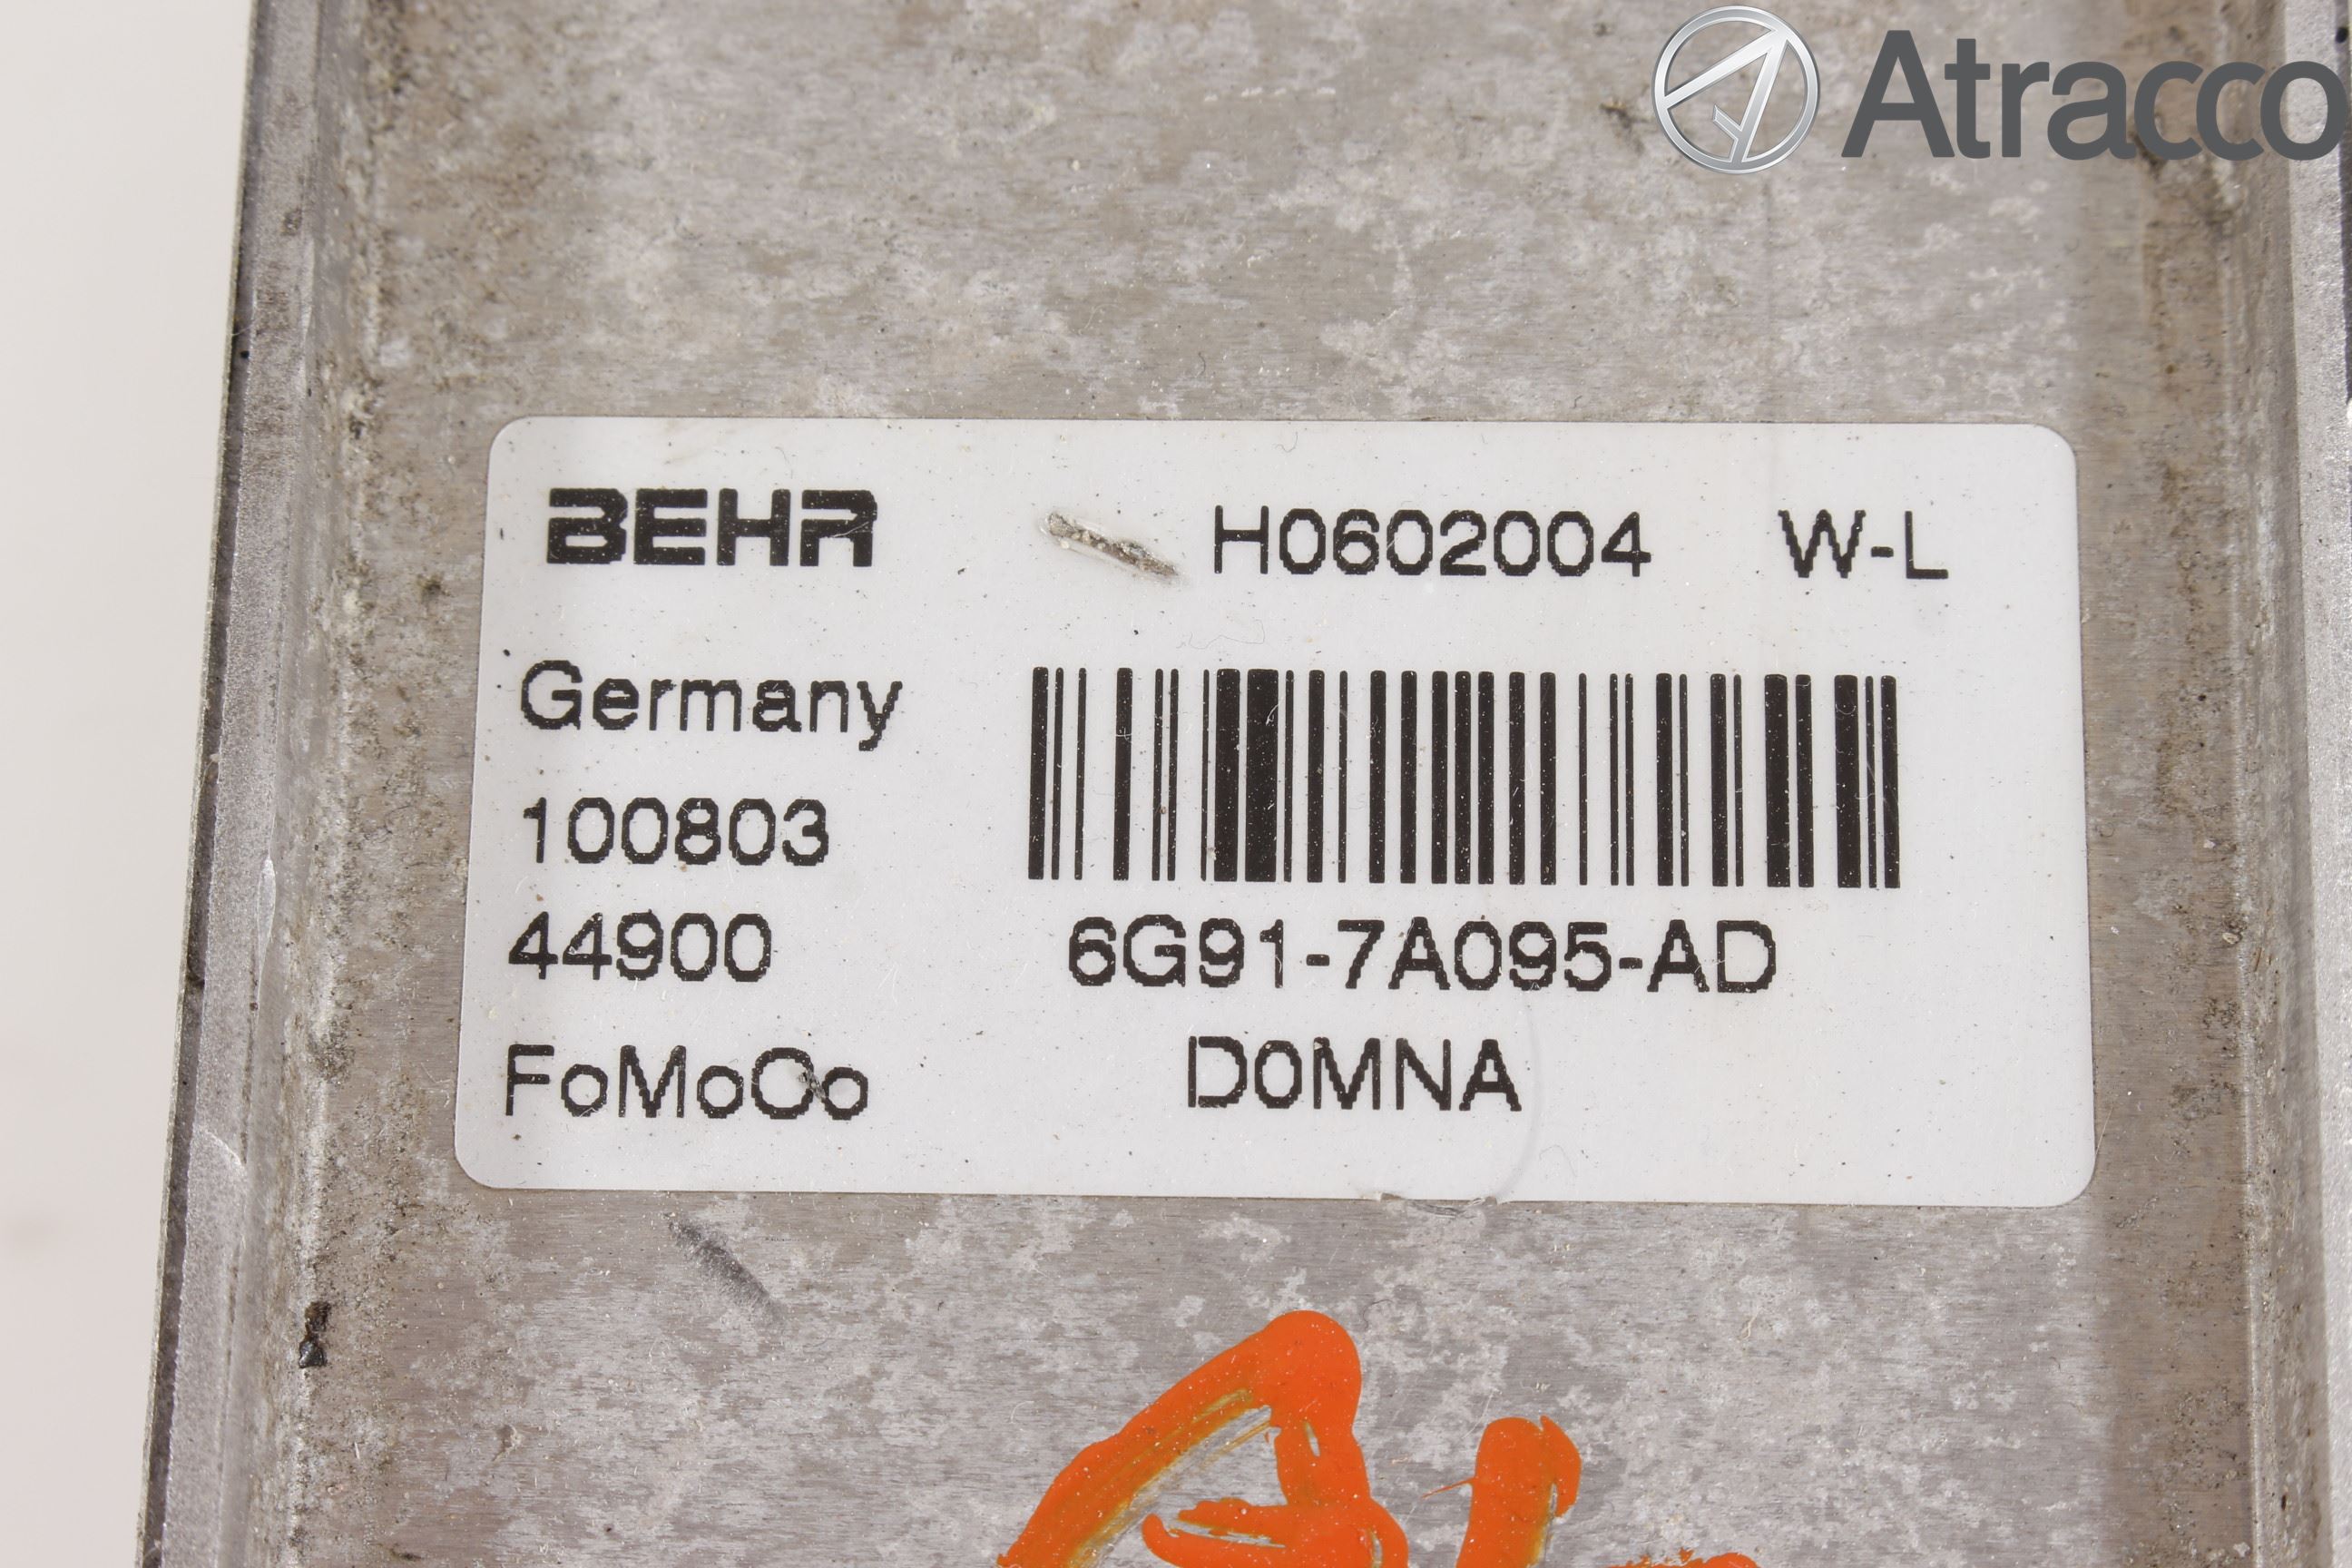 Atracco
BEHR H0602004 W-L
Germany
100803
44900 6G91-7A095-AD
FoMoCo D0MNA